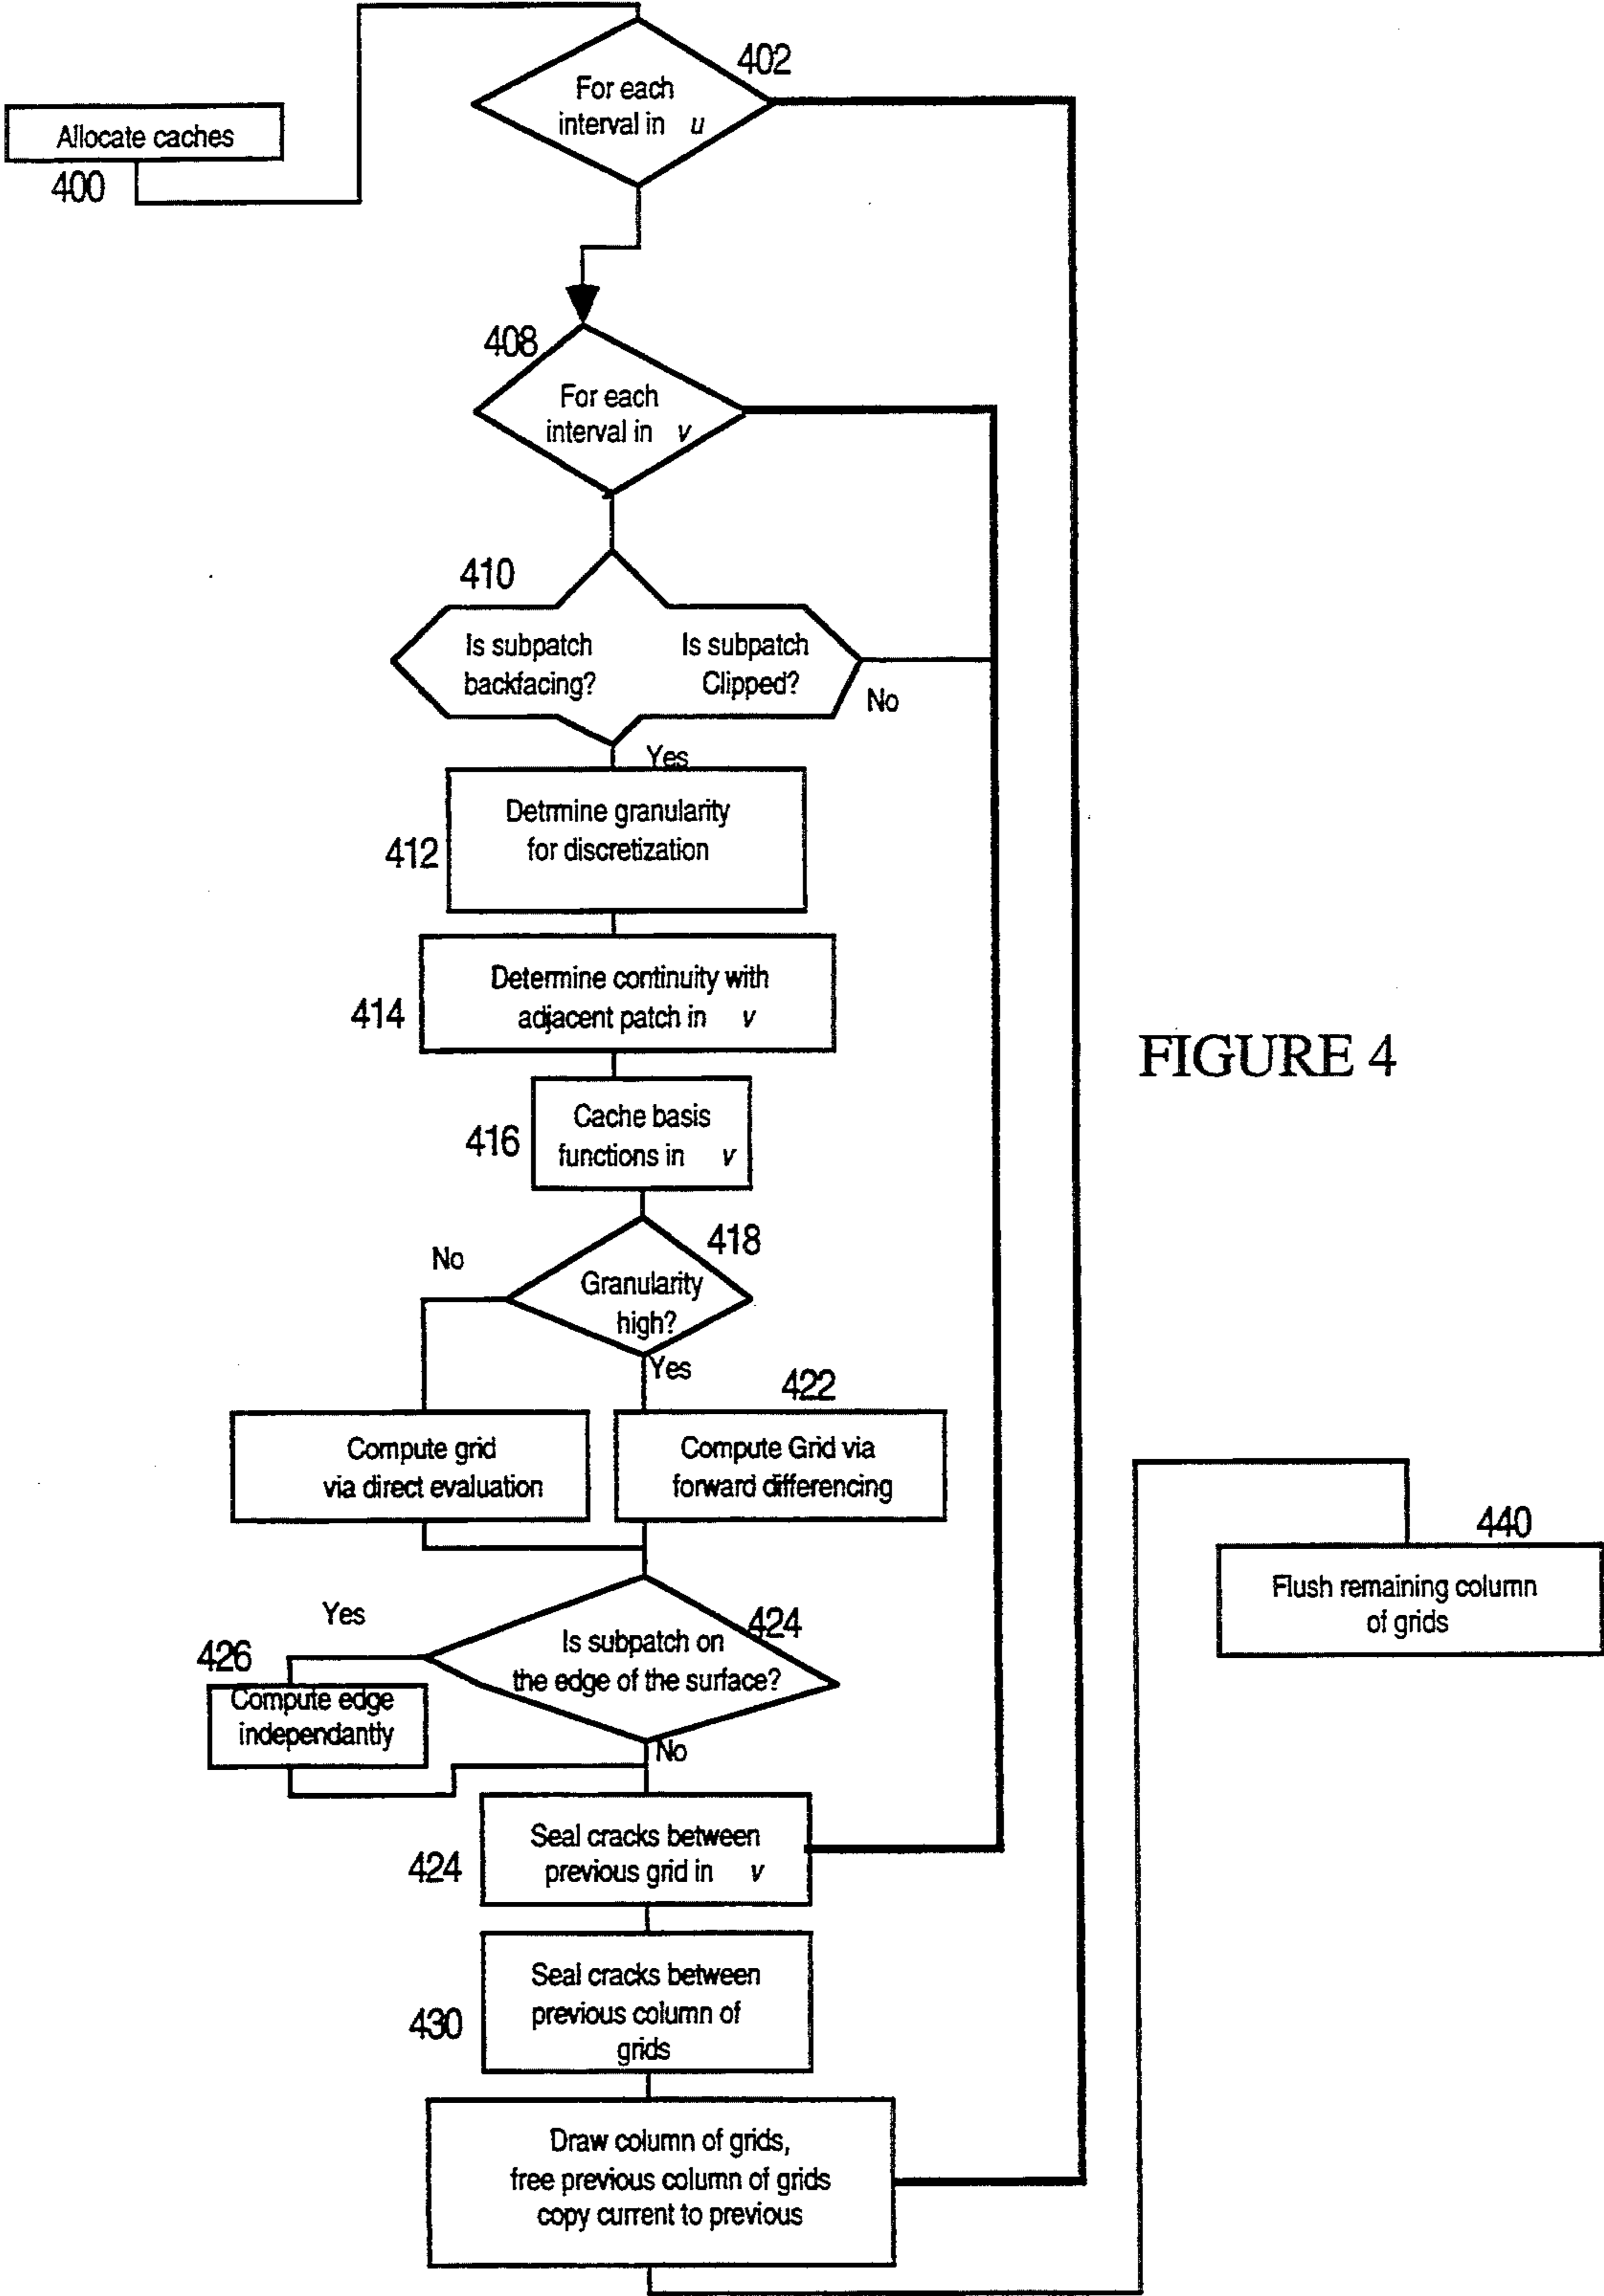 402
For each
interval in u
Allocate caches
400
408
For each
interval in v
410
Is subpatch
backfacing?
Is subpatch
Clipped?
No
Yes
Detrmine granularity
for discretization
412
Determine continuity with
adjacent patch in v
414
FIGURE 4
Cache basis
functions in v
416
418
No
Granularity
high?
Yes
422
Compute grid
via direct evaluation
Compute Grid via
forward differencing
440
Flush remaining column
of grids
Yes
424
Is subpatch on
the edge of the surface?
426
Compute edge
independantly
No
Seal cracks between
previous grid in v
424
Seal cracks between
previous column of
grids
430
Draw column of grids,
free previous column of grids
copy current to previous